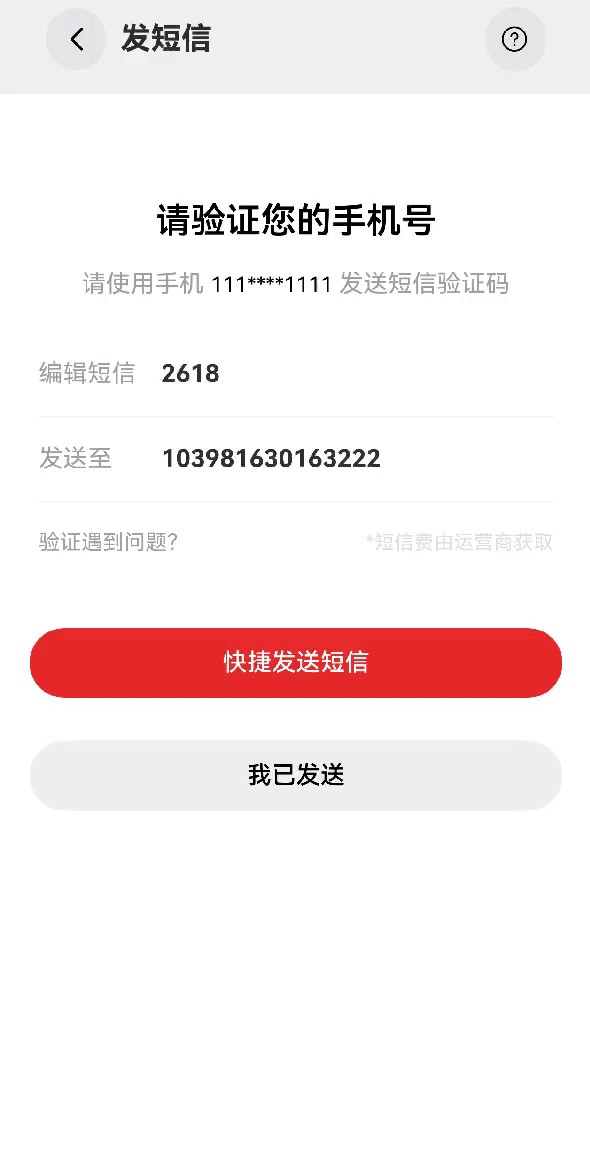 发短信
请验证您的手机号
请使用手机 111****1111 发送短信验证码
编辑短信 2618
发送至 103981630163222
验证遇到问题? *短信费由运营商获取
快捷发送短信
我已发送